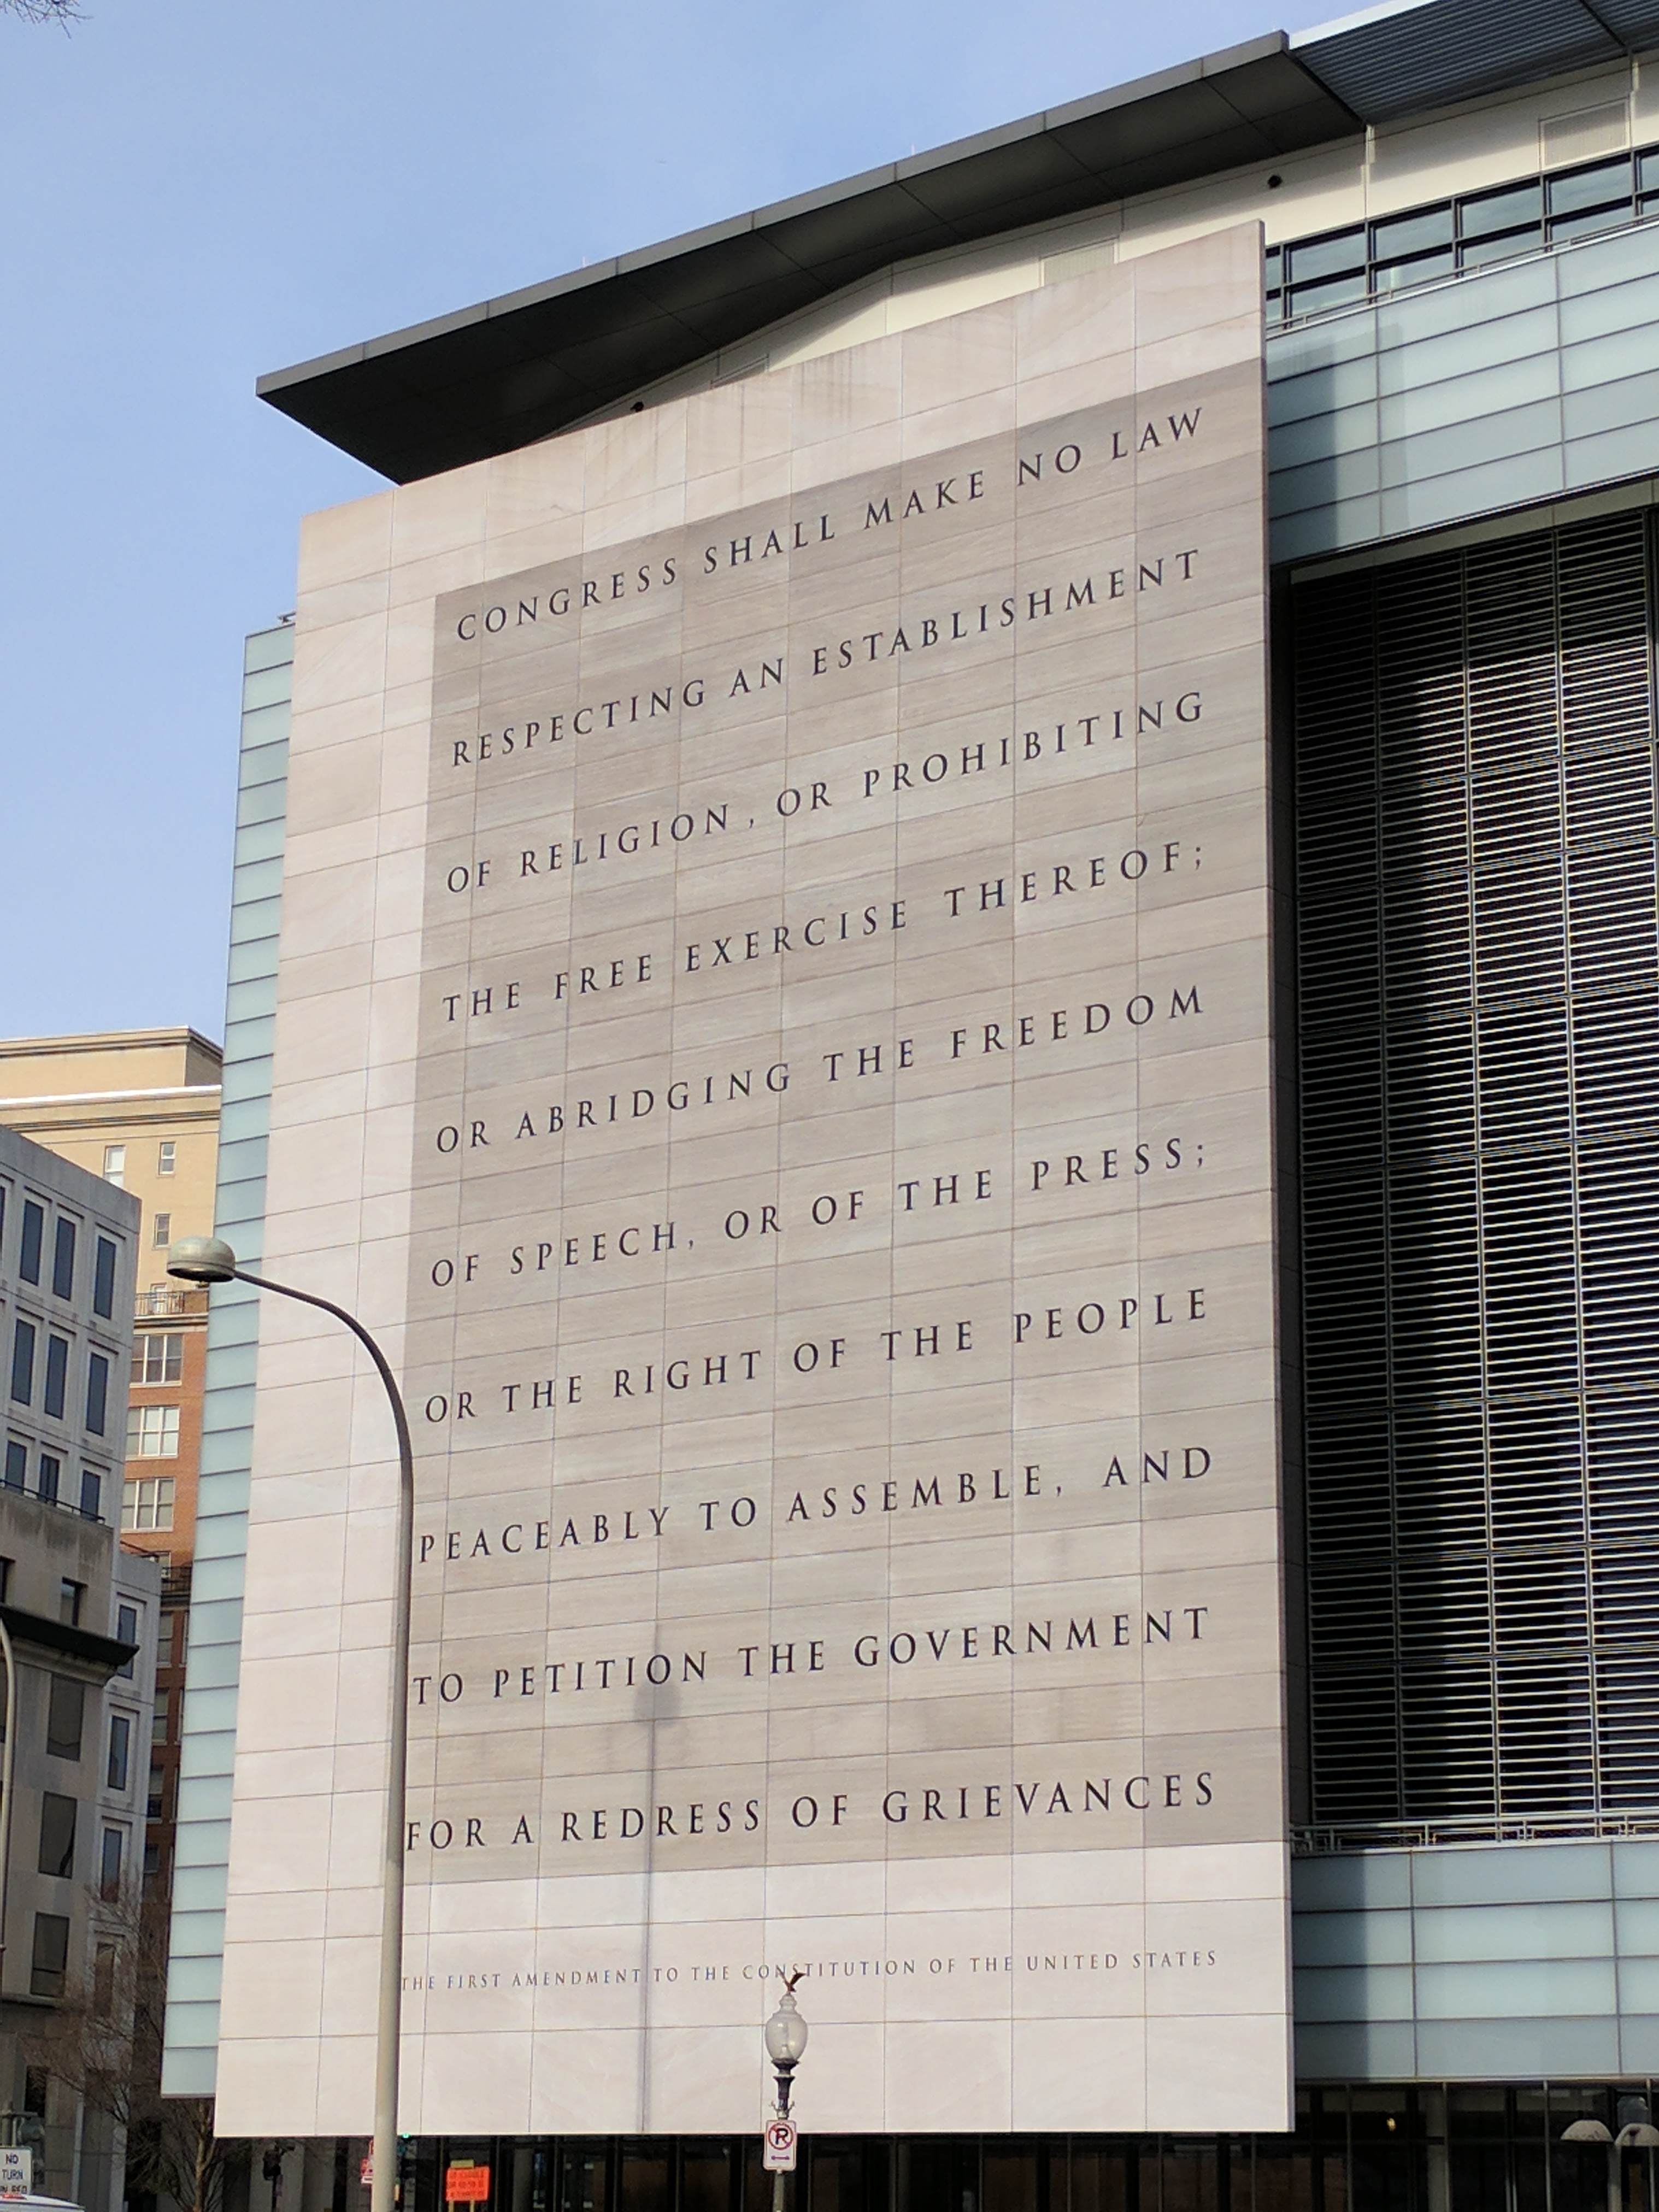 CONGRESS SHALL MAKE NO LAW
RESPECTING AN ESTABLISHMENT
OF RELIGION, OR PROHIBITING
THE FREE EXERCISE THEREOF;
OR ABRIDGING THE FREEDOM
OF SPEECH, OR OF THE PRESS;
OR THE RIGHT OF THE PEOPLE
PEACEABLY TO ASSEMBLE, AND
TO PETITION THE GOVERNMENT
FOR A REDRESS OF GRIEVANCES
THE FIRST AMENDMENT TO THE CONSTITUTION OF THE UNITED STATES
P
NO
TURN